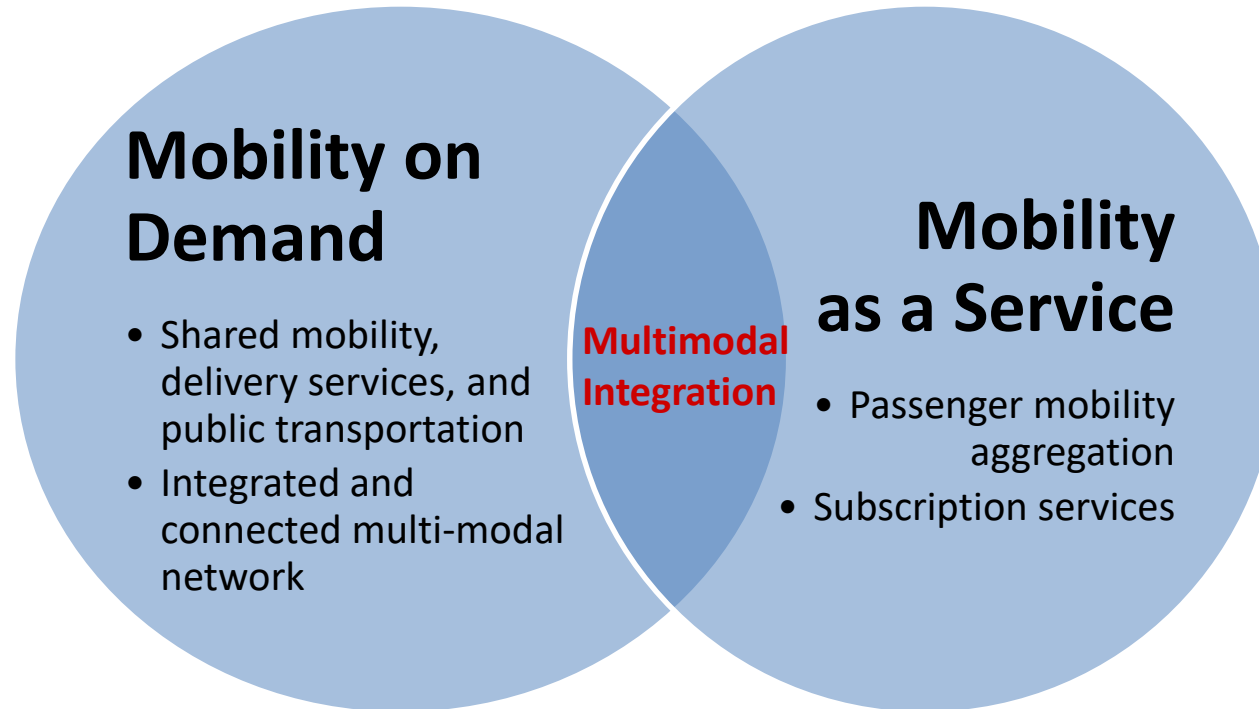 Mobility on
Demand
• Shared mobility,
delivery services, and
public transportation
• Integrated and
connected multi-modal
network
Multimodal
Integration
Mobility
as a Service
• Passenger mobility
aggregation
• Subscription services